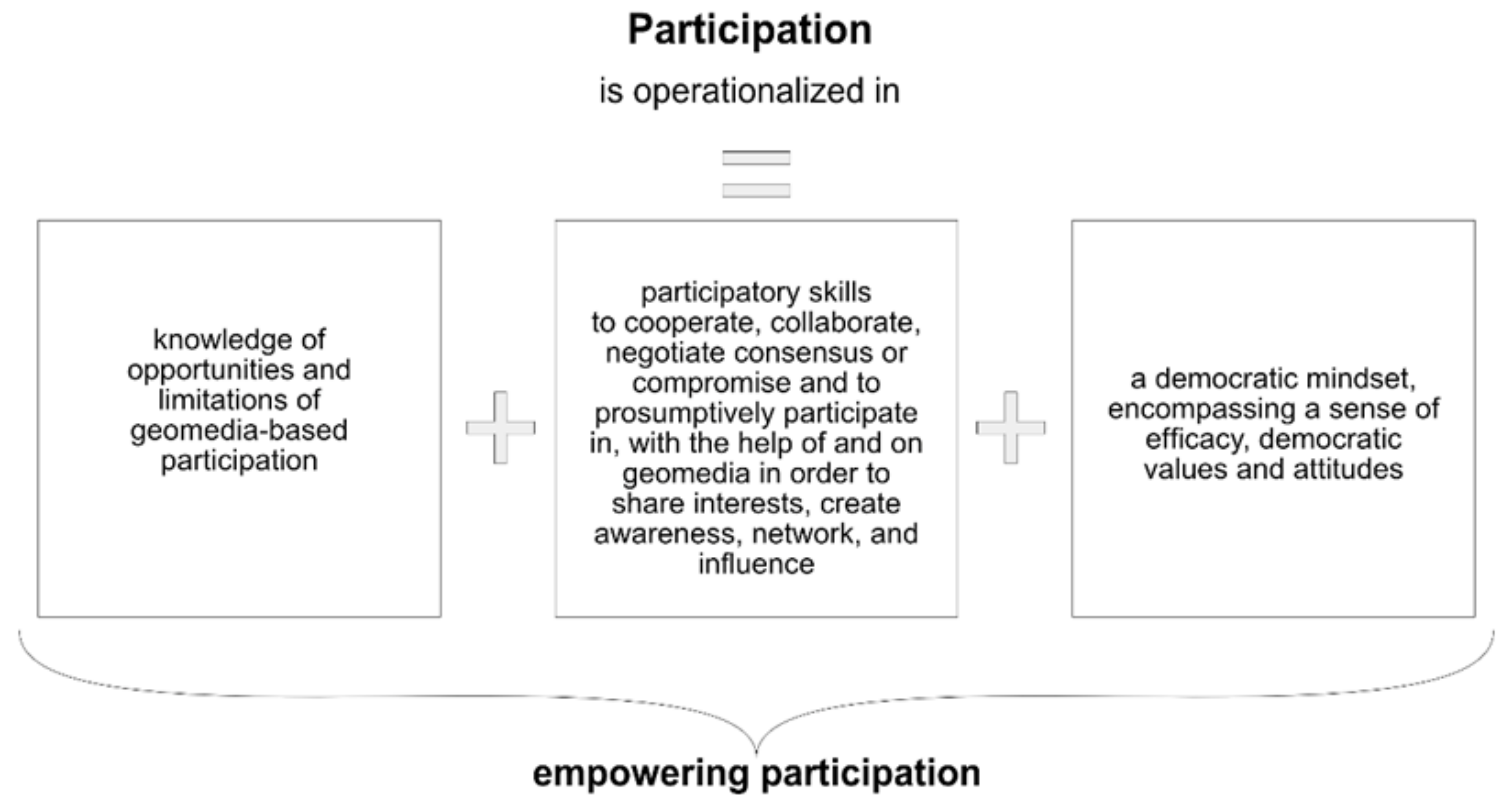 Participation
is operationalized in
knowledge of
opportunities and
limitations of
geomedia-based
participation
participatory skills
to cooperate, collaborate,
negotiate consensus or
compromise and to
prosumptively participate
in, with the help of and on
geomedia in order to
share interests, create
awareness, network, and
influence
a democratic mindset,
encompassing a sense of
efficacy, democratic
values and attitudes
empowering participation